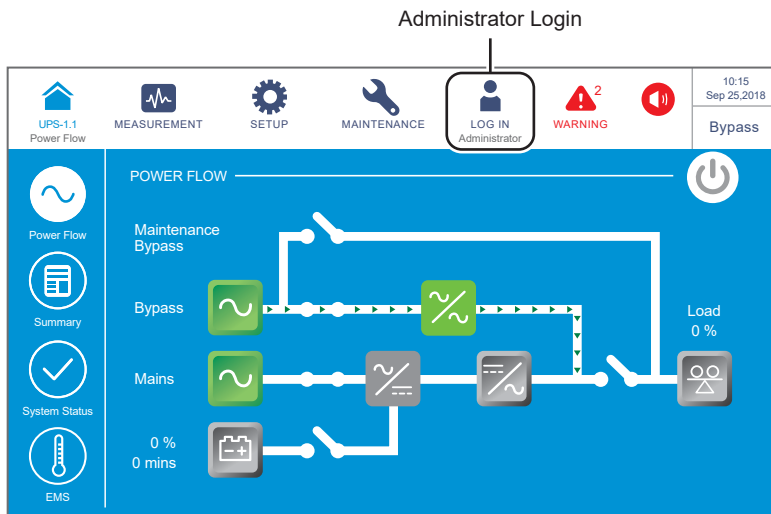 Administrator Login
UPS-1.1
Power Flow
MEASUREMENT
SETUP
MAINTENANCE
LOG IN
Administrator
2
WARNING
10:15
Sep 25,2018
Bypass
Power Flow
Summary
System Status
EMS
POWER FLOW
Maintenance
Bypass
Bypass
Mains
0 %
0 mins
Load
0 %